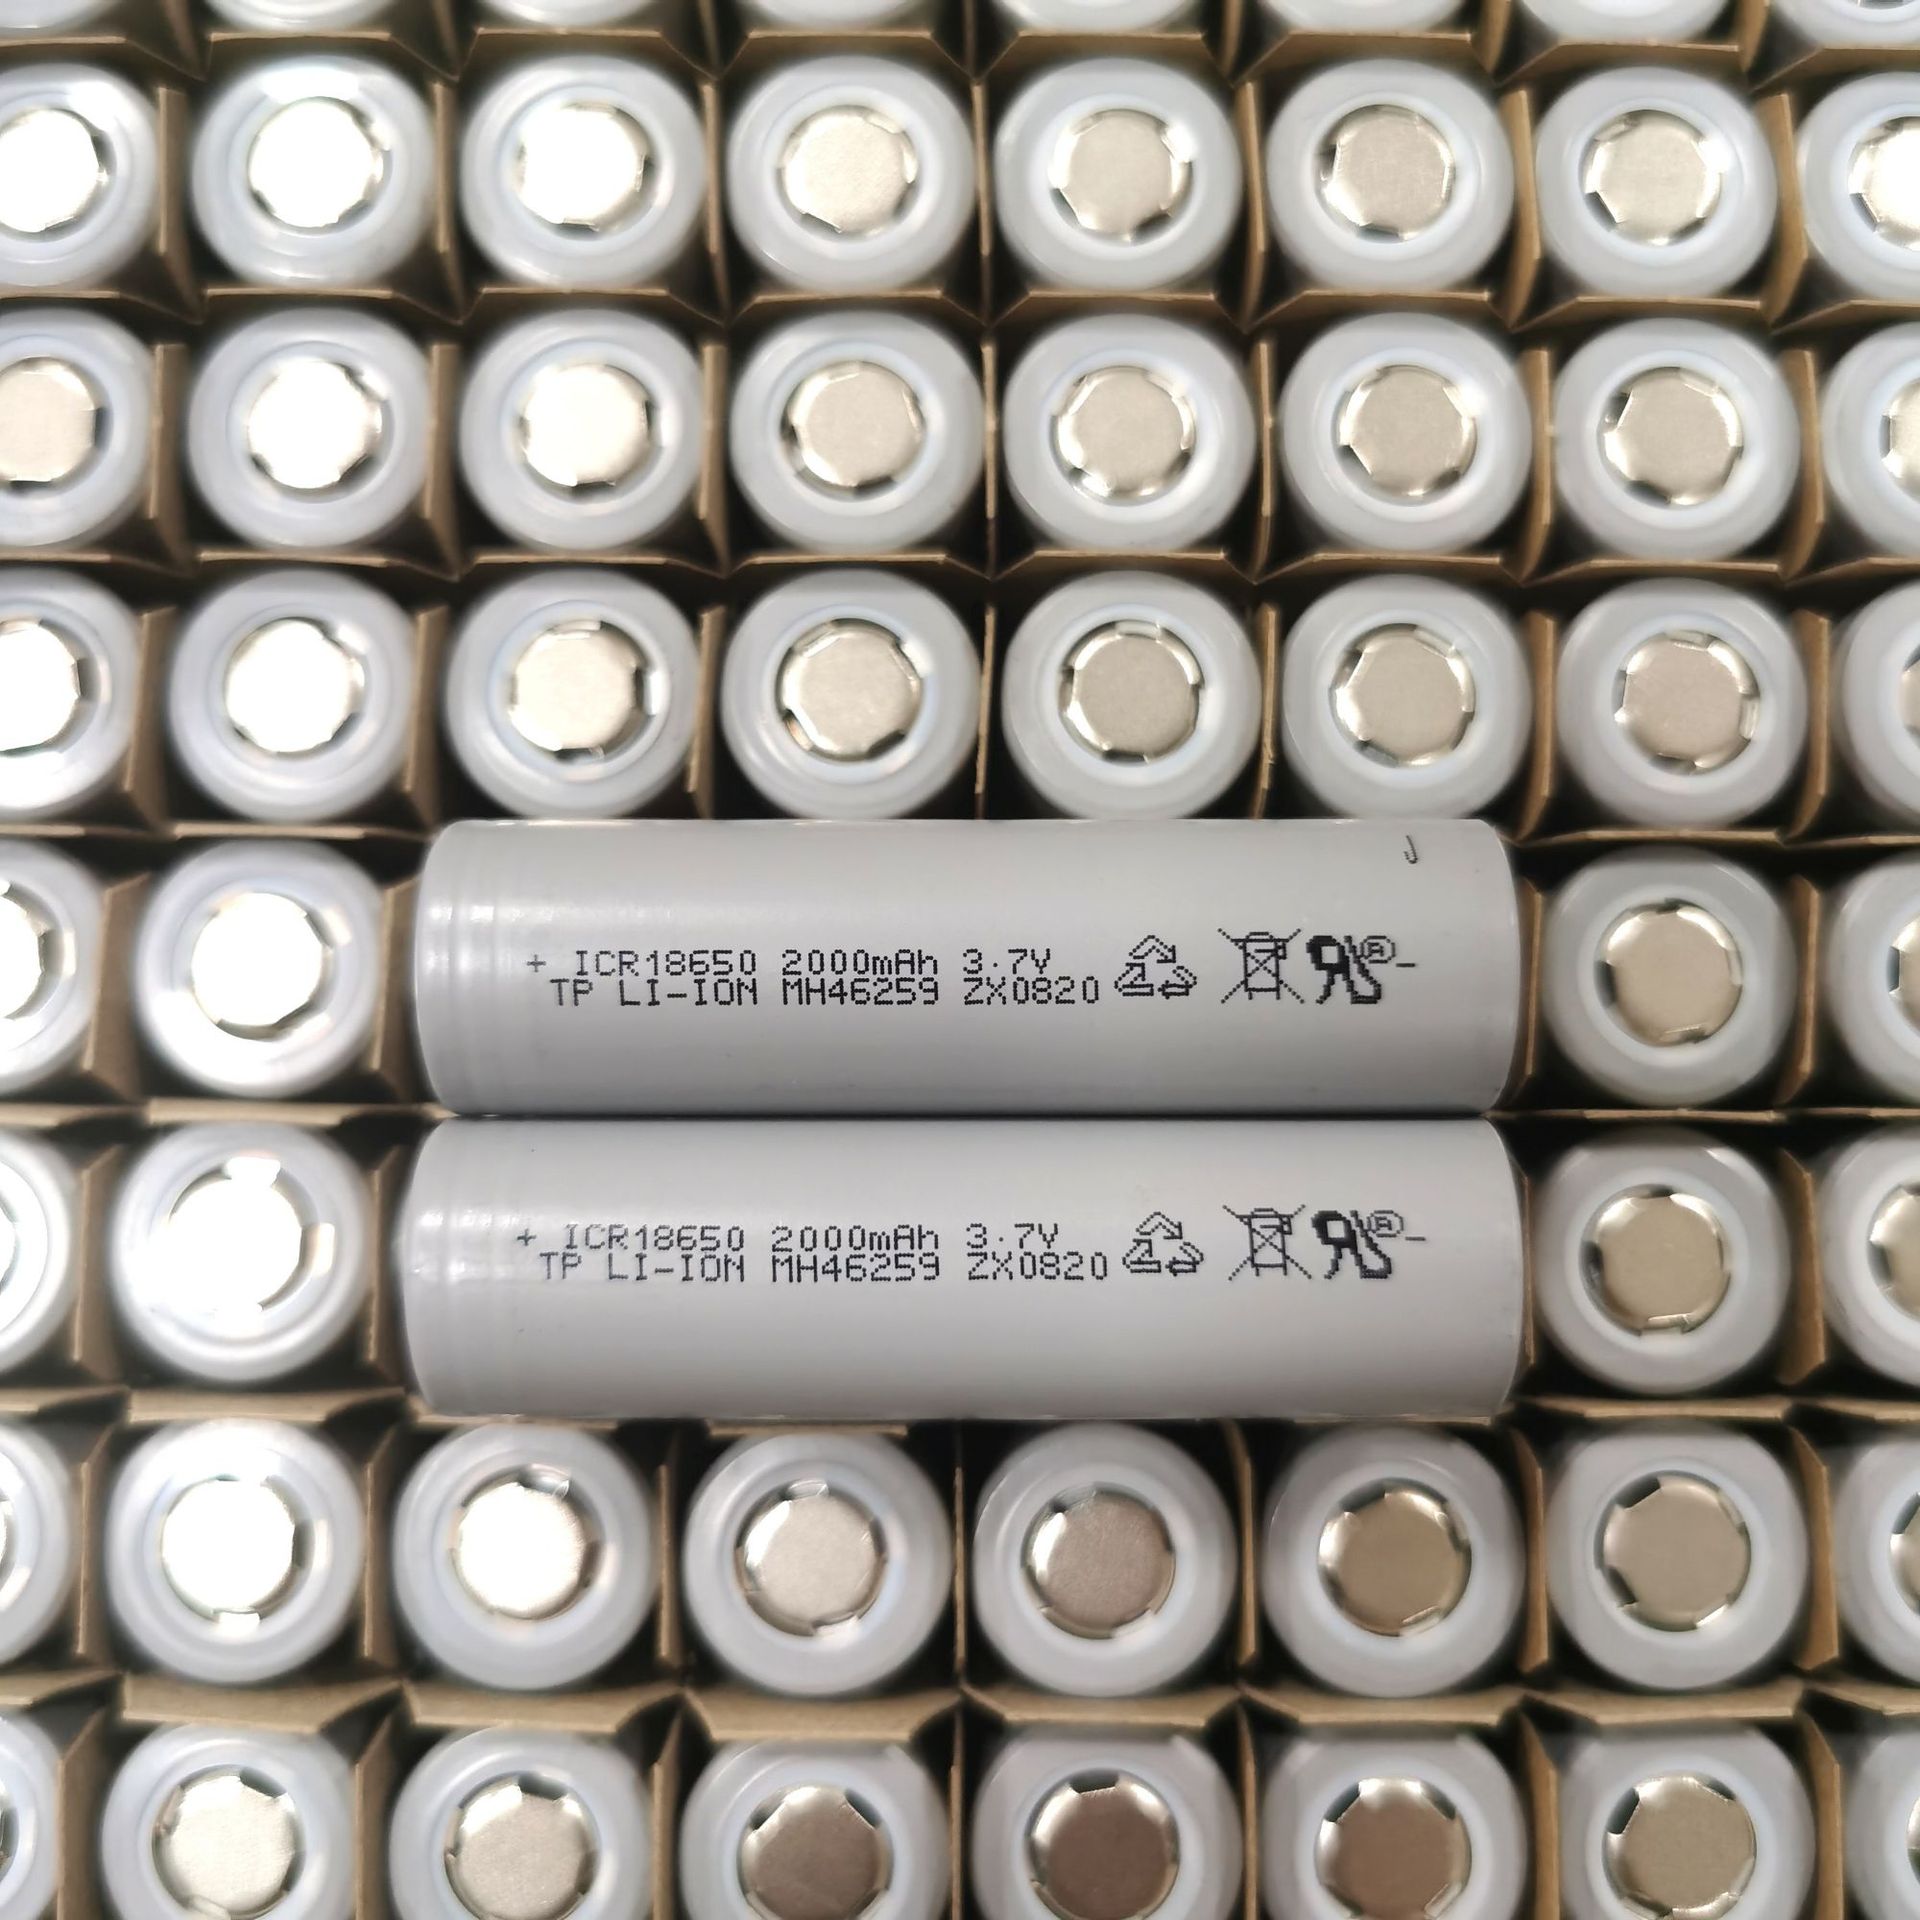 J
+ ICR18650 2000mAh 3.7V
TP LI-ION MH46259 ZX0820
+ ICR18650 2000mAh 3.7V
TP LI-ION MH46259 ZX0820